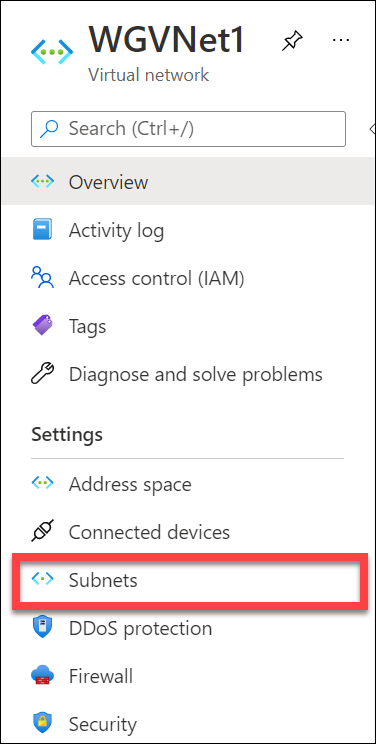 WGVNet1
Virtual network
Search (Ctrl+/)
Overview
Activity log
Access control (IAM)
Tags
Diagnose and solve problems
Settings
Address space
Connected devices
Subnets
DDoS protection
Firewall
Security